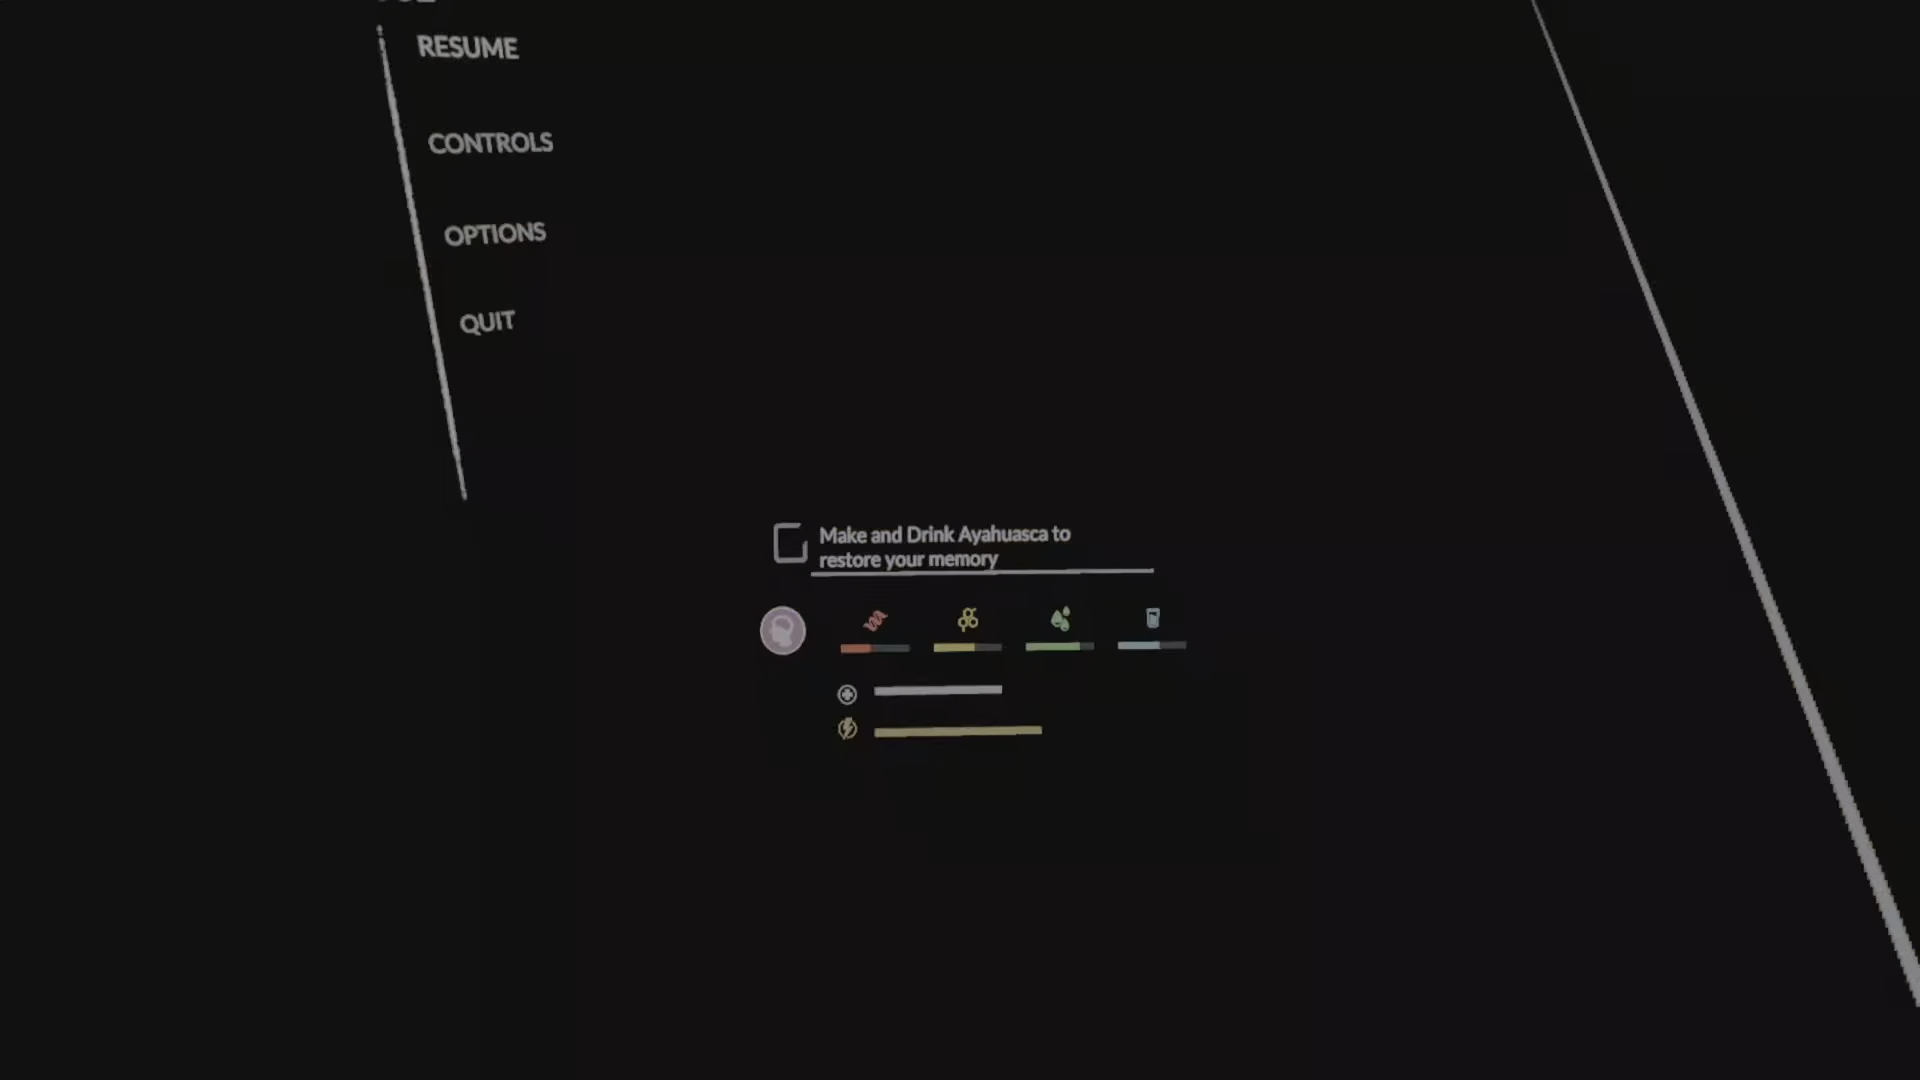 RESUME
CONTROLS
OPTIONS
QUIT
Make and Drink Ayahuasca to
restore your memory